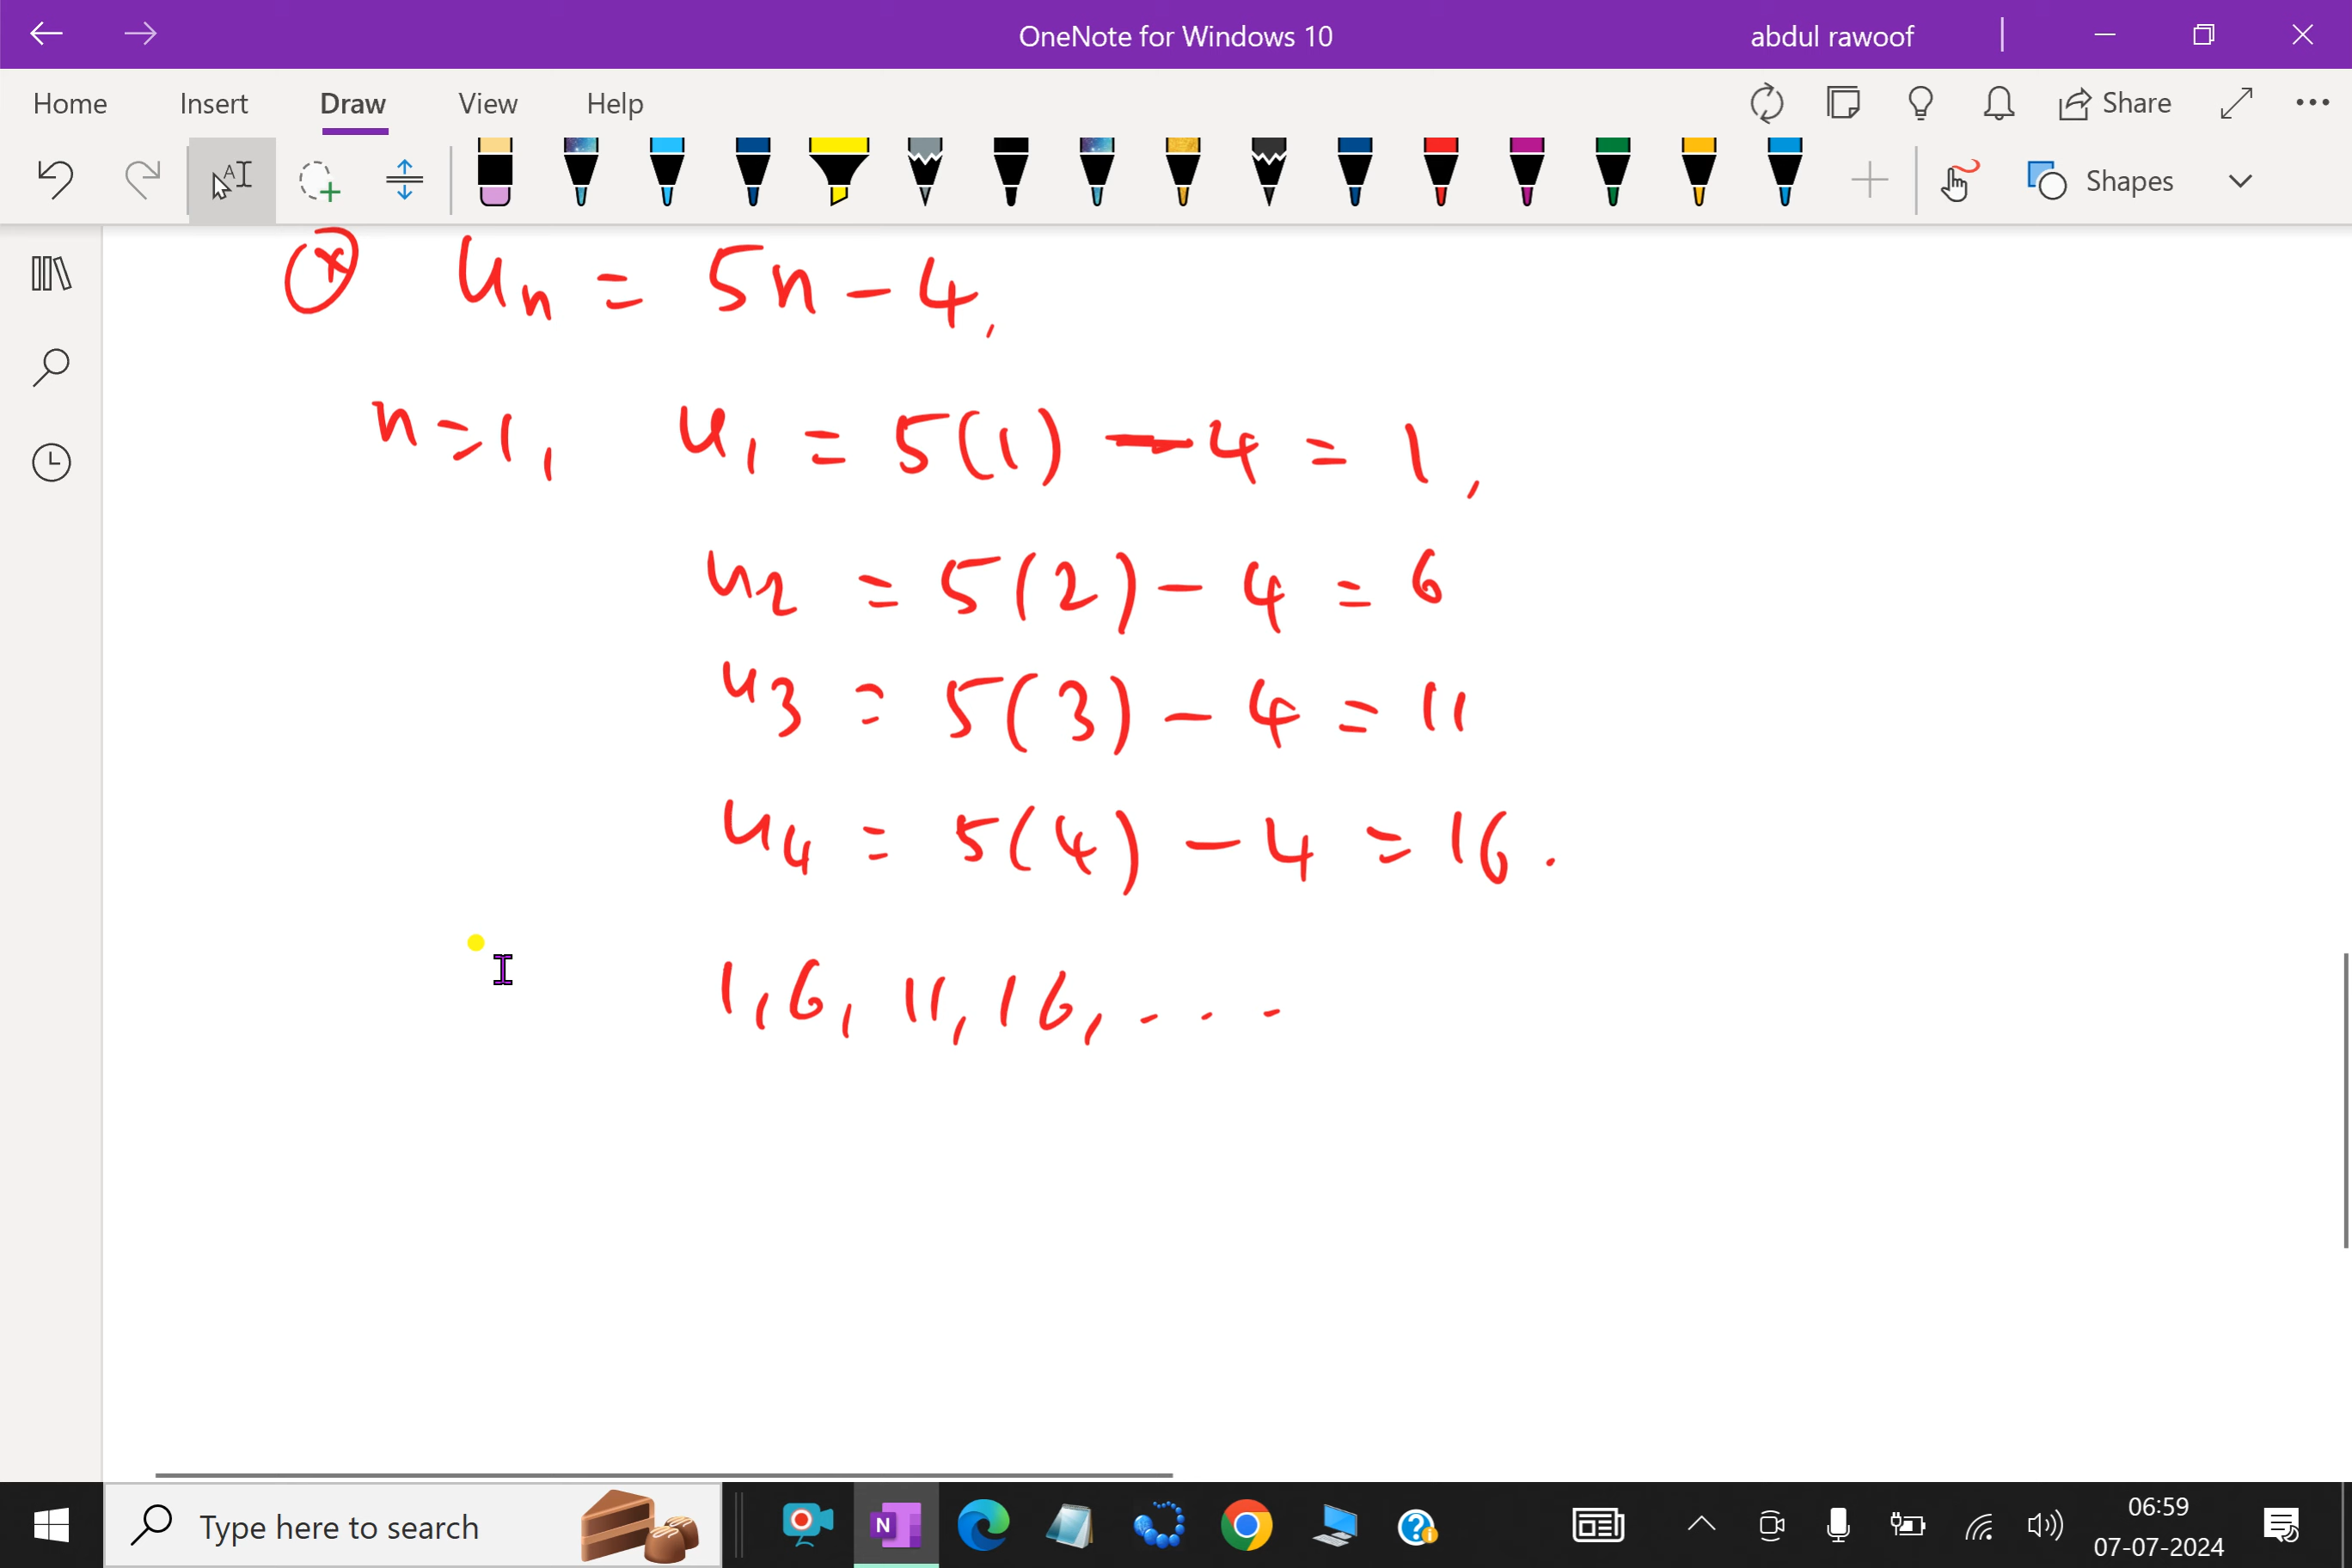 OneNote for Windows 10
abdul rawoof
Home Insert Draw View Help
Share
Shapes
* Un = 5n - 4,
n = 1, u1 = 5(1) - 4 = 1,
u2 = 5(2) - 4 = 6
u3 = 5(3) - 4 = 11
u4 = 5(4) - 4 = 16.
1, 6, 11, 16, ...
Type here to search
06:59
07-07-2024